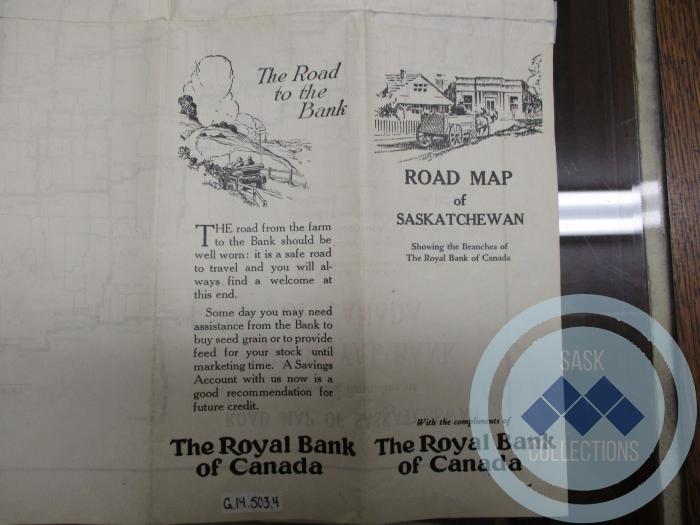 The Road
to the
Bank
THE road from the farm
to the Bank should be
well worn: it is a safe road
to travel and you will al-
ways find a welcome at
this end.
Some day you may need
assistance from the Bank to
buy seed grain or to provide
feed for your stock until
marketing time. A Savings
Account with us now is a
good recommendation for
future credit.
The Royal Bank
of Canada
G.14.503.4
ROAD MAP
of
SASKATCHEWAN
Showing the Branches of
The Royal Bank of Canada
With the compliments of
The Royal Bank
of Canada
SASK
COLLECTIONS